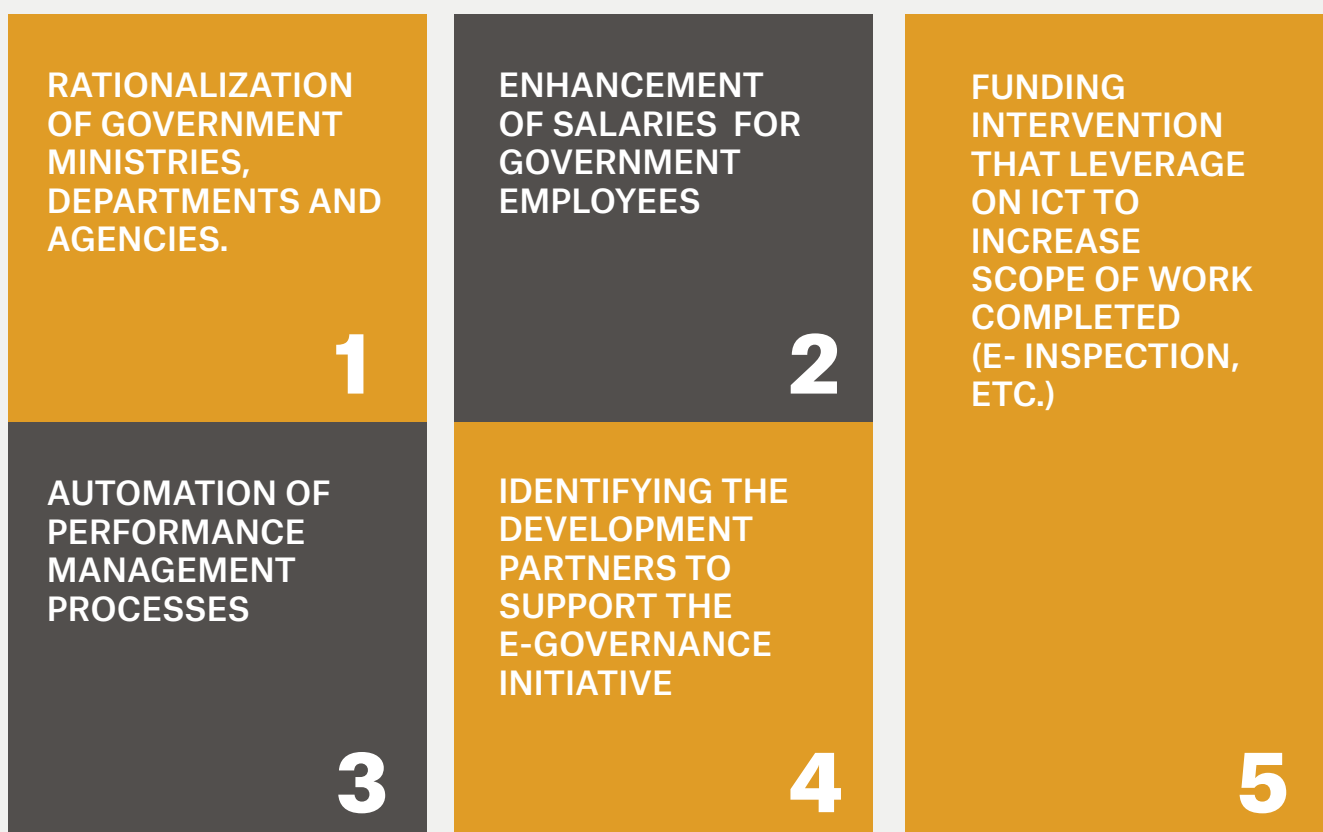 RATIONALIZATION
OF GOVERNMENT
MINISTRIES,
DEPARTMENTS AND
AGENCIES.
1
ENHANCEMENT
OF SALARIES  FOR
GOVERNMENT
EMPLOYEES
2
AUTOMATION OF
PERFORMANCE
MANAGEMENT
PROCESSES
3
IDENTIFYING THE
DEVELOPMENT
PARTNERS TO
SUPPORT THE
E-GOVERNANCE
INITIATIVE
4
FUNDING
INTERVENTION
THAT LEVERAGE
ON ICT TO
INCREASE
SCOPE OF WORK
COMPLETED
(E- INSPECTION,
ETC.)
5